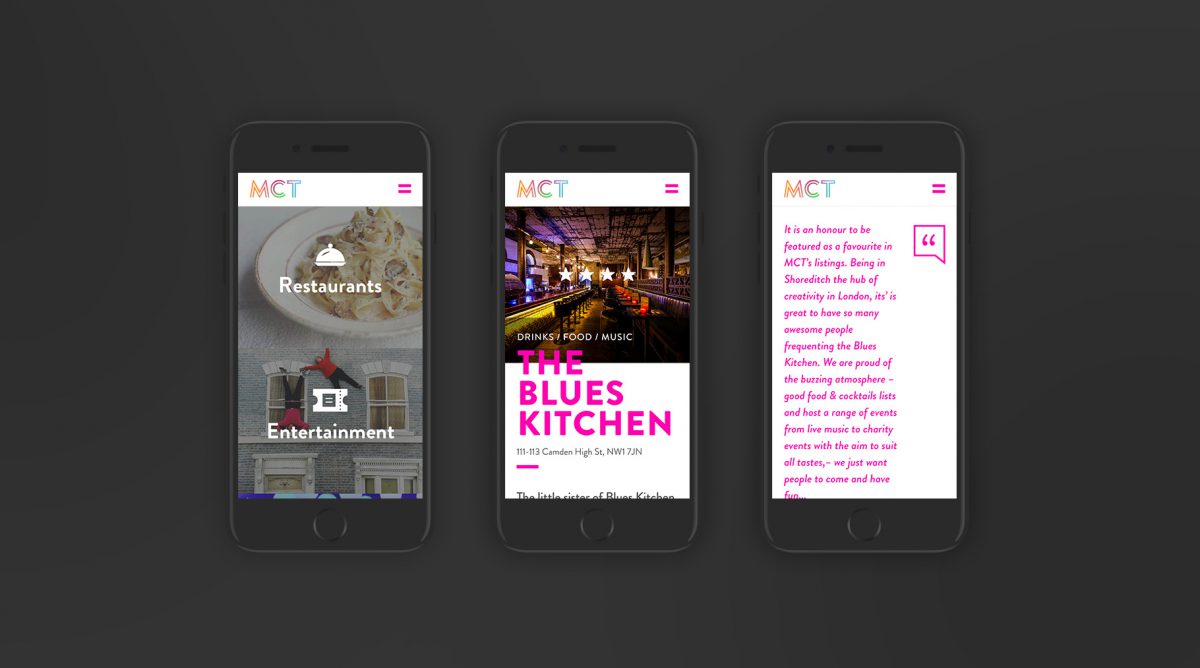 MCT
Restaurants
Entertainment
MCT
DRINKS / FOOD / MUSIC
THE
BLUES
KITCHEN
111-113 Camden High St, NW1 7JN
The little sister of Blues Kitchen
MCT
It is an honour to be
featured as a favourite in
MCT's listings. Being in
Shoreditch the hub of
creativity in London, its' is
great to have so many
awesome people
frequenting the Blues
Kitchen. We are proud of
the buzzing atmosphere –
good food & cocktails lists
and host a range of events
from live music to charity
events with the aim to suit
all tastes,– we just want
people to come and have
fun...